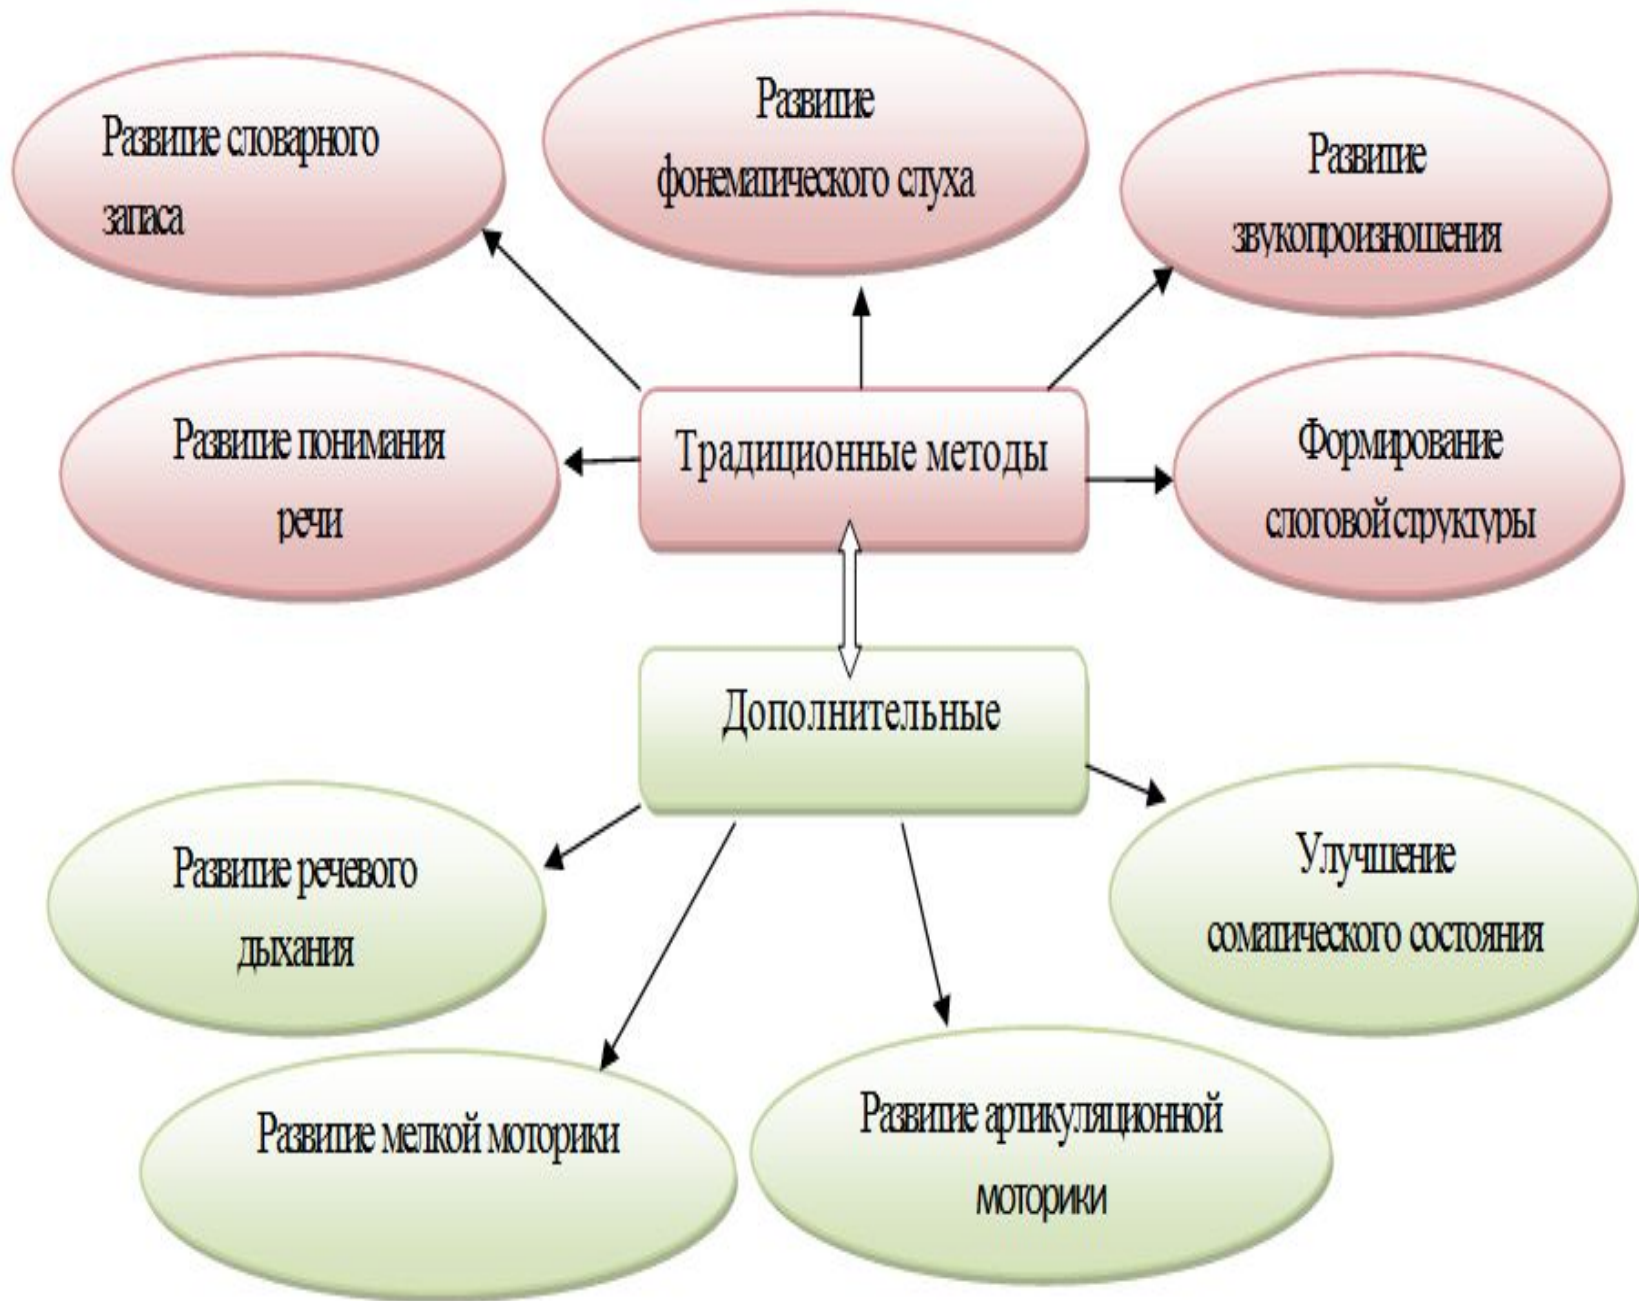 Развитие словарного
запаса
Развитие
фонематического слуха
Развитие
звукопроизношения
Развитие понимания
речи
Традиционные методы
Формирование
слоговой структуры
Дополнительные
Развитие речевого
дыхания
Улучшение
соматического состояния
Развитие мелкой моторики
Развитие артикуляционной
моторики